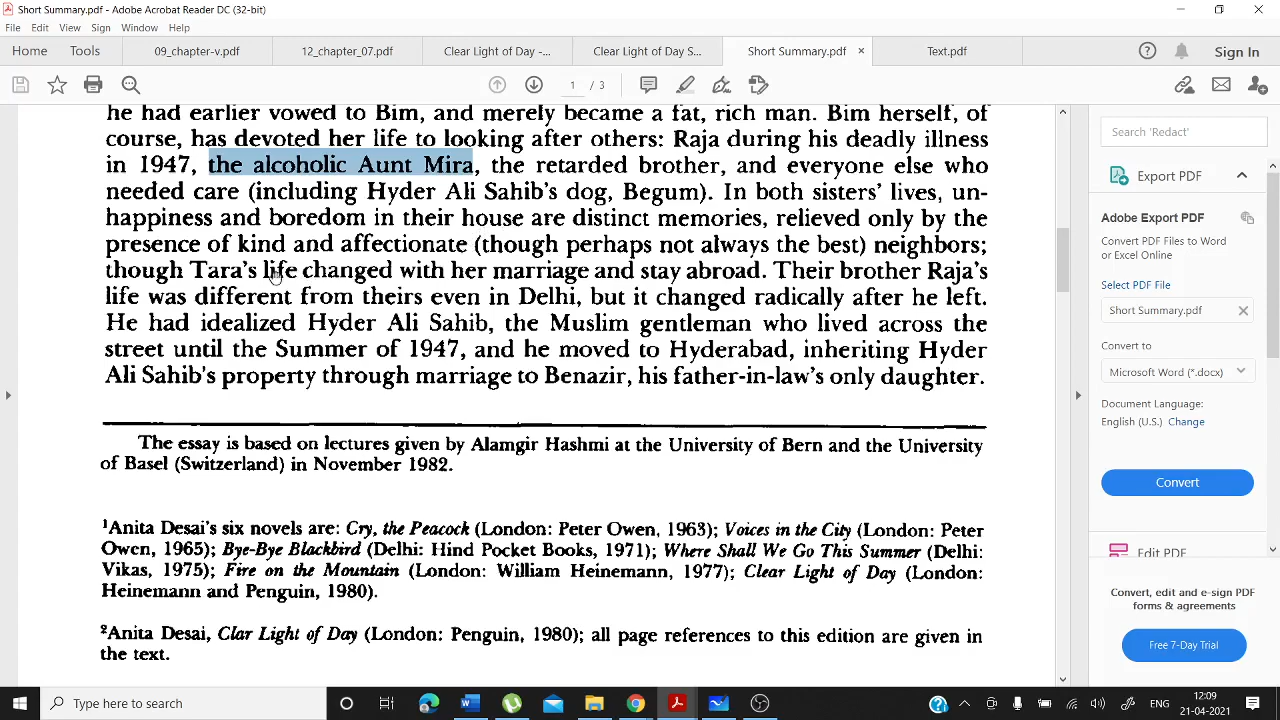 Short Summary.pdf - Adobe Acrobat Reader DC (32-bit)
File Edit View Sign Window Help
Home Tools 09_chapter-v.pdf 12_chapter_07.pdf Clear Light of Day -... Clear Light of Day S... Short Summary.pdf × Text.pdf Sign In
1 / 3
he had earlier vowed to Bim, and merely became a fat, rich man. Bim herself, of
course, has devoted her life to looking after others: Raja during his deadly illness
in 1947, the alcoholic Aunt Mira, the retarded brother, and everyone else who
needed care (including Hyder Ali Sahib's dog, Begum). In both sisters' lives, un-
happiness and boredom in their house are distinct memories, relieved only by the
presence of kind and affectionate (though perhaps not always the best) neighbors;
though Tara's life changed with her marriage and stay abroad. Their brother Raja's
life was different from theirs even in Delhi, but it changed radically after he left.
He had idealized Hyder Ali Sahib, the Muslim gentleman who lived across the
street until the Summer of 1947, and he moved to Hyderabad, inheriting Hyder
Ali Sahib's property through marriage to Benazir, his father-in-law's only daughter.
The essay is based on lectures given by Alamgir Hashmi at the University of Bern and the University
of Basel (Switzerland) in November 1982.
¹Anita Desai's six novels are: Cry, the Peacock (London: Peter Owen, 1963); Voices in the City (London: Peter
Owen, 1965); Bye-Bye Blackbird (Delhi: Hind Pocket Books, 1971); Where Shall We Go This Summer (Delhi:
Vikas, 1975); Fire on the Mountain (London: William Heinemann, 1977); Clear Light of Day (London:
Heinemann and Penguin, 1980).
²Anita Desai, Clar Light of Day (London: Penguin, 1980); all page references to this edition are given in
the text.
Search 'Redact'
Export PDF
Adobe Export PDF
Convert PDF Files to Word
or Excel Online
Select PDF File
Short Summary.pdf
Convert to
Microsoft Word (*.docx)
Document Language:
English (U.S.) Change
Convert
Edit PDF
Convert, edit and e-sign PDF
forms & agreements
Free 7-Day Trial
Type here to search
ENG
12:09
21-04-2021